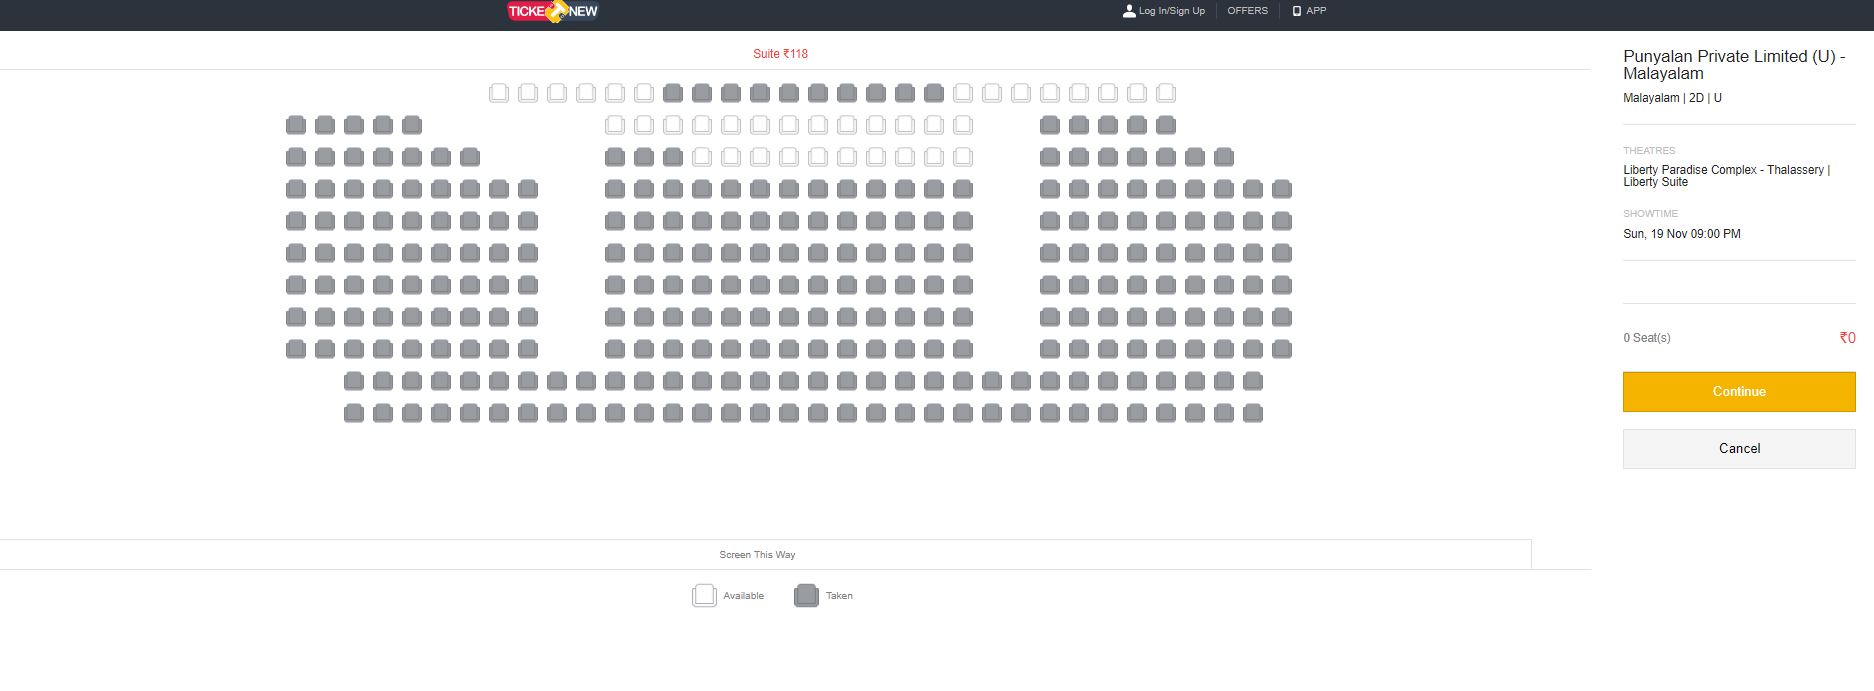 TICKET NEW
Log In/Sign Up
OFFERS
APP
Suite ₹118
Screen This Way
Available
Taken
Punyalan Private Limited (U) -
Malayalam
Malayalam | 2D | U
THEATRES
Liberty Paradise Complex - Thalassery |
Liberty Suite
SHOWTIME
Sun, 19 Nov 09:00 PM
0 Seat(s)
₹0
Continue
Cancel